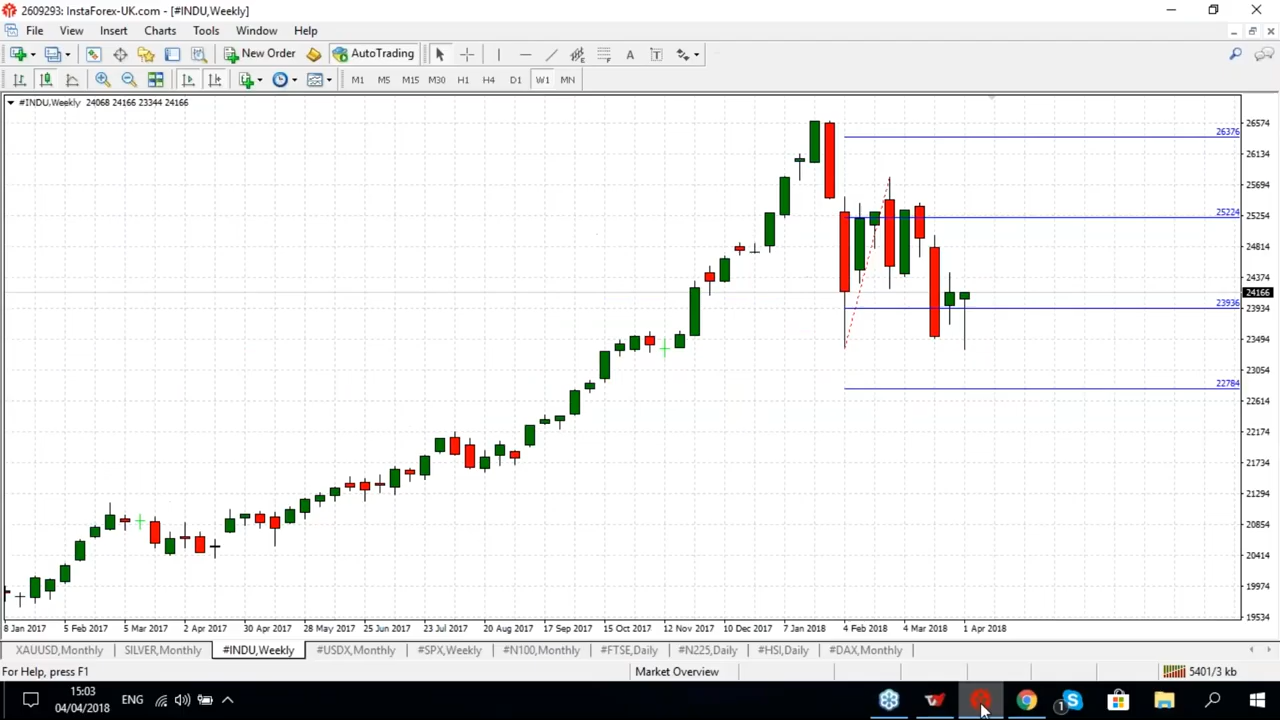 2609293: InstaForex-UK.com - [#INDU,Weekly]
File View Insert Charts Tools Window Help
New Order AutoTrading A T
M1 M5 M15 M30 H1 H4 D1 W1 MN
#INDU,Weekly 24068 24166 23344 24166
26574
26376
26134
25694
25254
25224
24814
24374
24166
23934
23936
23494
23054
22784
22614
22174
21734
21294
20854
20414
19974
19534
8 Jan 2017 5 Feb 2017 5 Mar 2017 2 Apr 2017 30 Apr 2017 28 May 2017 25 Jun 2017 23 Jul 2017 20 Aug 2017 17 Sep 2017 15 Oct 2017 12 Nov 2017 10 Dec 2017 7 Jan 2018 4 Feb 2018 4 Mar 2018 1 Apr 2018
XAUUSD,Monthly SILVER,Monthly #INDU,Weekly #USDX,Monthly #SPX,Weekly #N100,Monthly #FTSE,Daily #N225,Daily #HSI,Daily #DAX,Monthly
For Help, press F1 Market Overview 5401/3 kb
15:03
04/04/2018
ENG
1